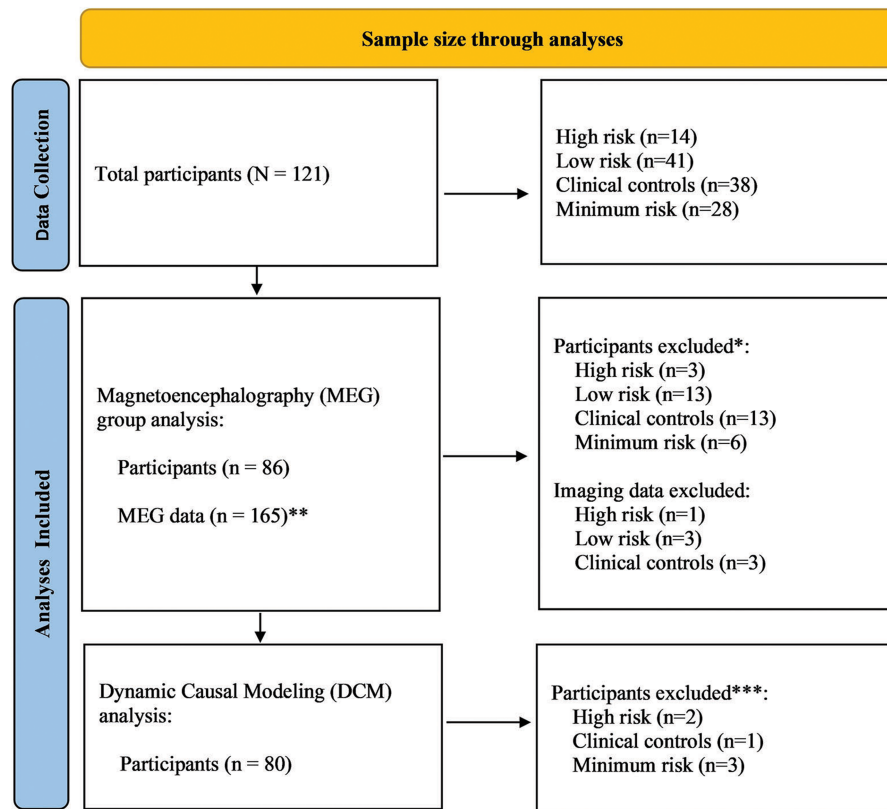 Sample size through analyses
Data Collection
Total participants (N = 121)
High risk (n=14)
Low risk (n=41)
Clinical controls (n=38)
Minimum risk (n=28)
Analyses Included
Magnetoencephalography (MEG)
group analysis:
Participants (n = 86)
MEG data (n = 165)**
Participants excluded*:
High risk (n=3)
Low risk (n=13)
Clinical controls (n=13)
Minimum risk (n=6)
Imaging data excluded:
High risk (n=1)
Low risk (n=3)
Clinical controls (n=3)
Dynamic Causal Modeling (DCM)
analysis:
Participants (n = 80)
Participants excluded***:
High risk (n=2)
Clinical controls (n=1)
Minimum risk (n=3)